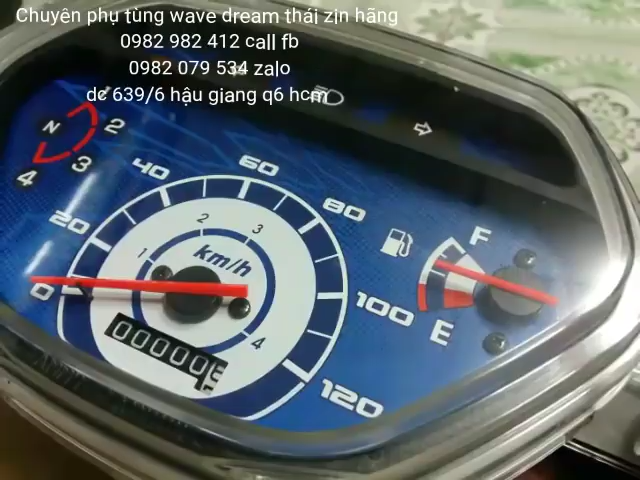 Chuyên phụ tùng wave dream thái zịn hãng
0982 982 412 call fb
0982 079 534 zalo
dc 639/6 hậu giang q6 hcm
N
2
3
4
0
20
40
60
80
100
120
1
2
3
4
km/h
00000
F
E